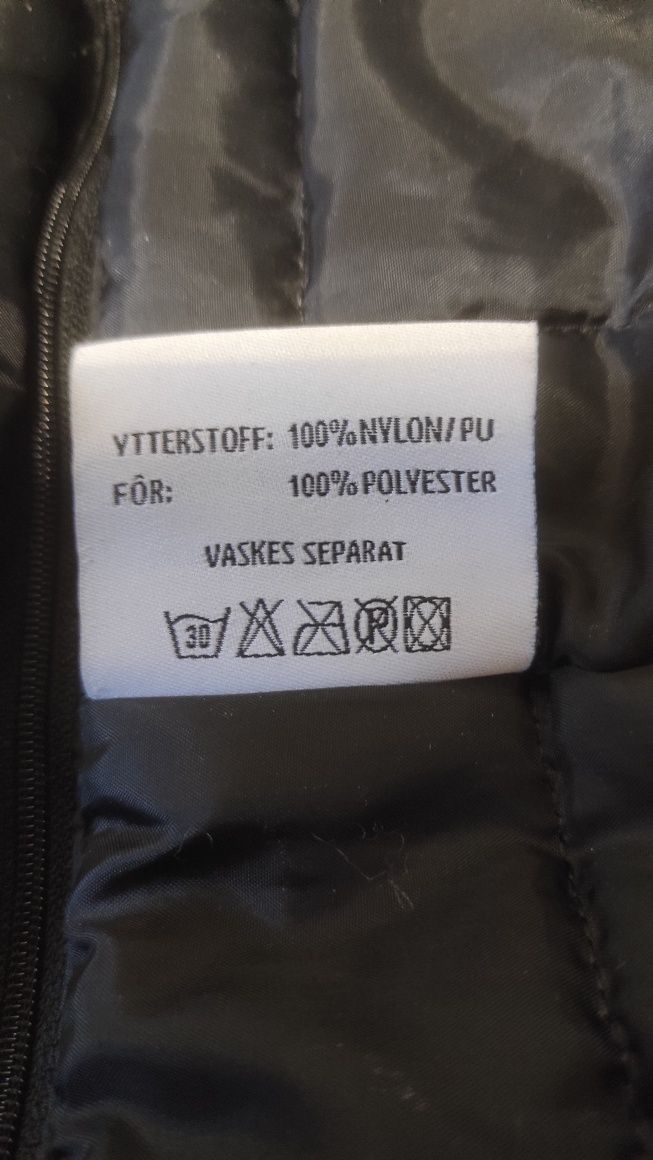 YTTERSTOFF: 100% NYLON/PU
FÔR: 100% POLYESTER
VASKES SEPARAT
30 P